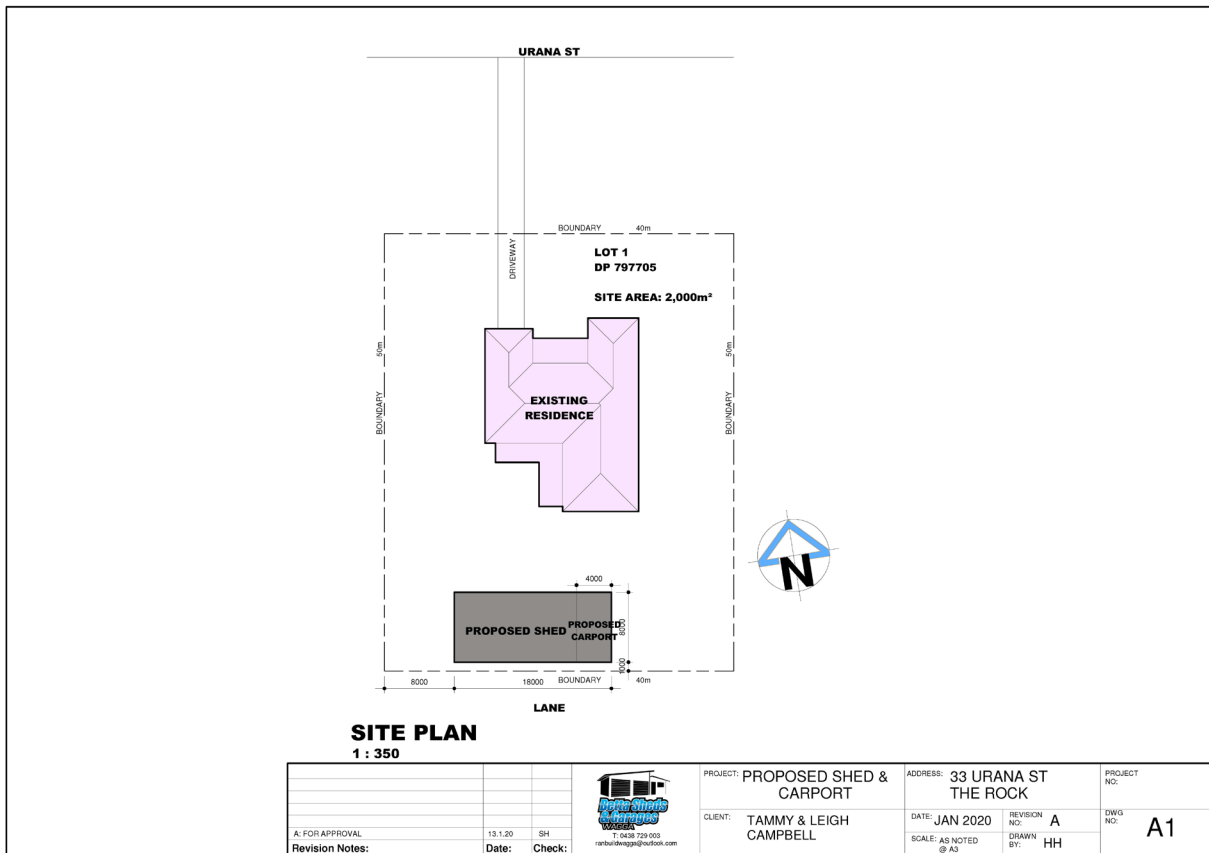 URANA ST
BOUNDARY 40m
DRIVEWAY
LOT 1
DP 797705
SITE AREA: 2,000m²
50m
BOUNDARY
50m
BOUNDARY
EXISTING
RESIDENCE
N
4000
PROPOSED SHED
PROPOSED
CARPORT
8000
1000
8000
18000
BOUNDARY 40m
LANE
SITE PLAN
1 : 350
A: FOR APPROVAL 13.1.20 SH
Revision Notes: Date: Check:
Betta Sheds
& Garages
WAGGA
T: 0438 729 003
ranbuildwagga@outlook.com
PROJECT: PROPOSED SHED &
CARPORT
CLIENT: TAMMY & LEIGH
CAMPBELL
ADDRESS: 33 URANA ST
THE ROCK
DATE: JAN 2020
REVISION
NO: A
SCALE: AS NOTED
@ A3
DRAWN
BY: HH
PROJECT
NO:
DWG
NO: A1